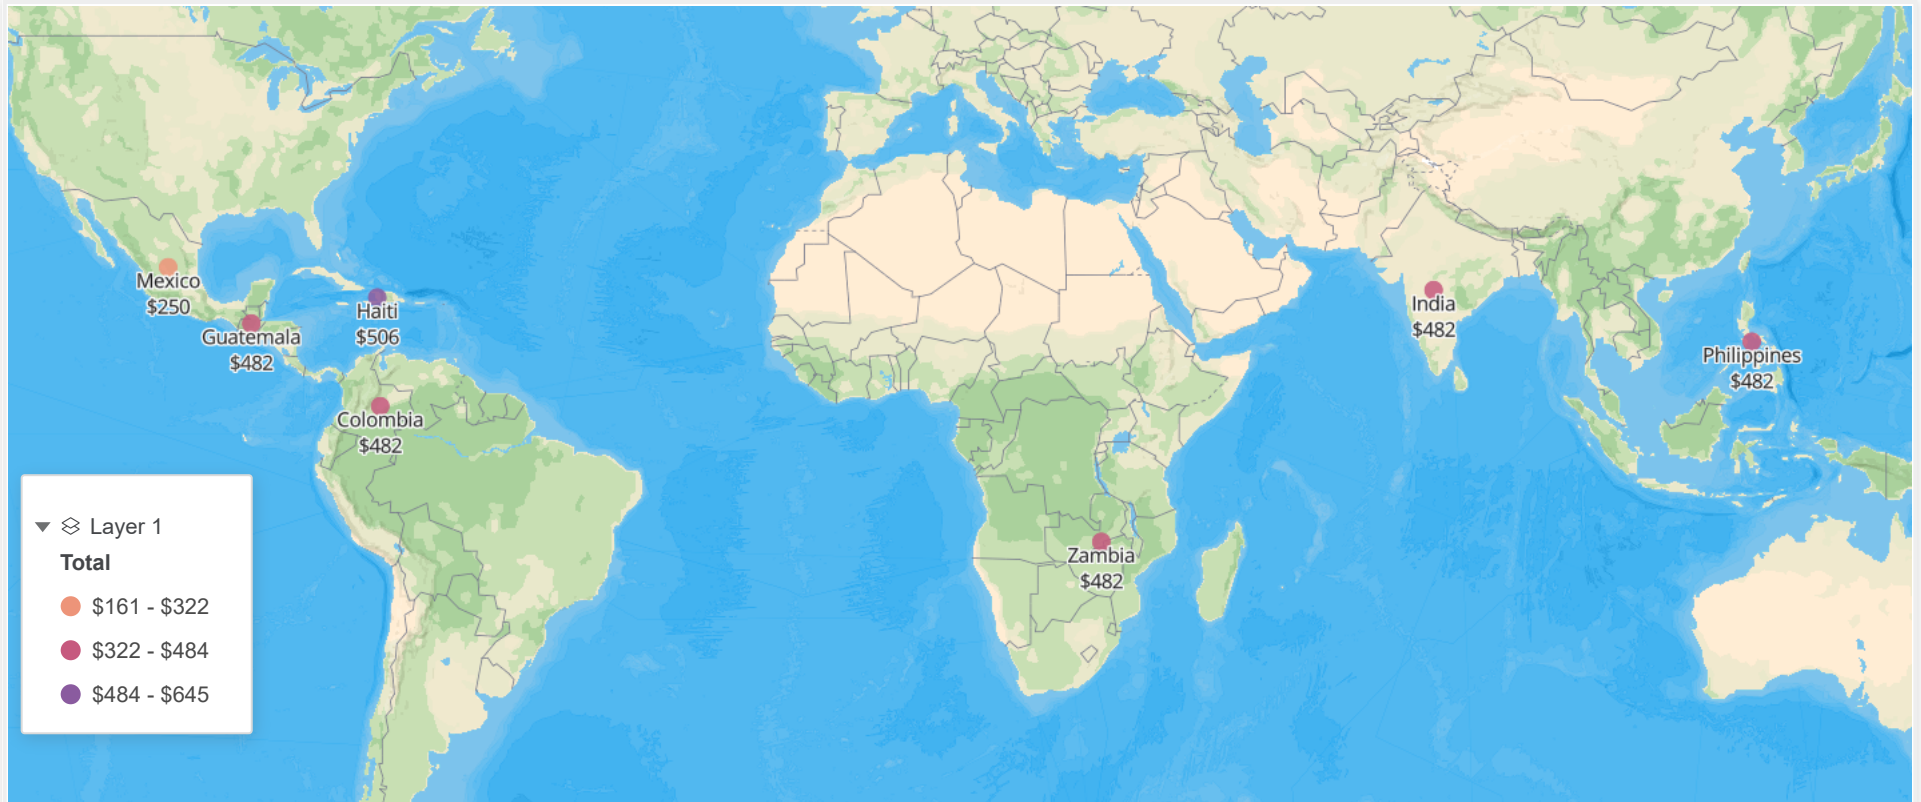 Mexico
$250
Guatemala
$482
Haiti
$506
Colombia
$482
Zambia
$482
India
$482
Philippines
$482
Layer 1
Total
$161 - $322
$322 - $484
$484 - $645